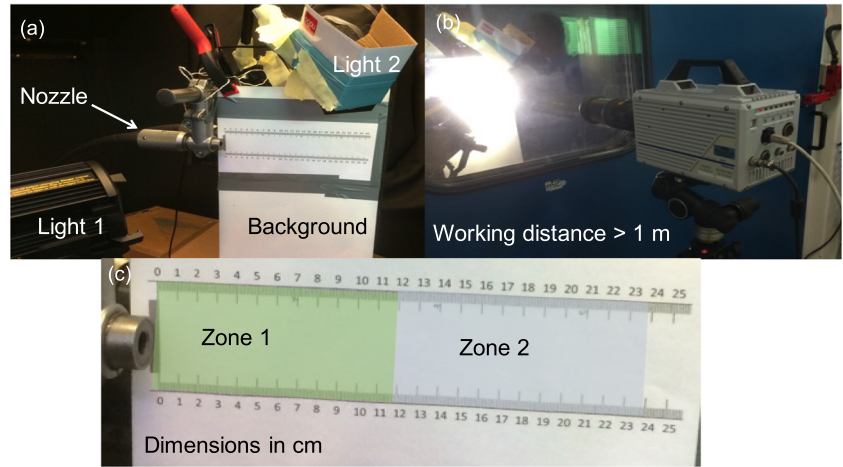 (a)
Nozzle
Light 2
Light 1
Background
(b)
Working distance > 1 m
(c)
0 1 2 3 4 5 6 7 8 9 10 11 12 13 14 15 16 17 18 19 20 21 22 23 24 25
Zone 1
Zone 2
0 1 2 3 4 5 6 7 8 9 10 11 12 13 14 15 16 17 18 19 20 21 22 23 24 25
Dimensions in cm